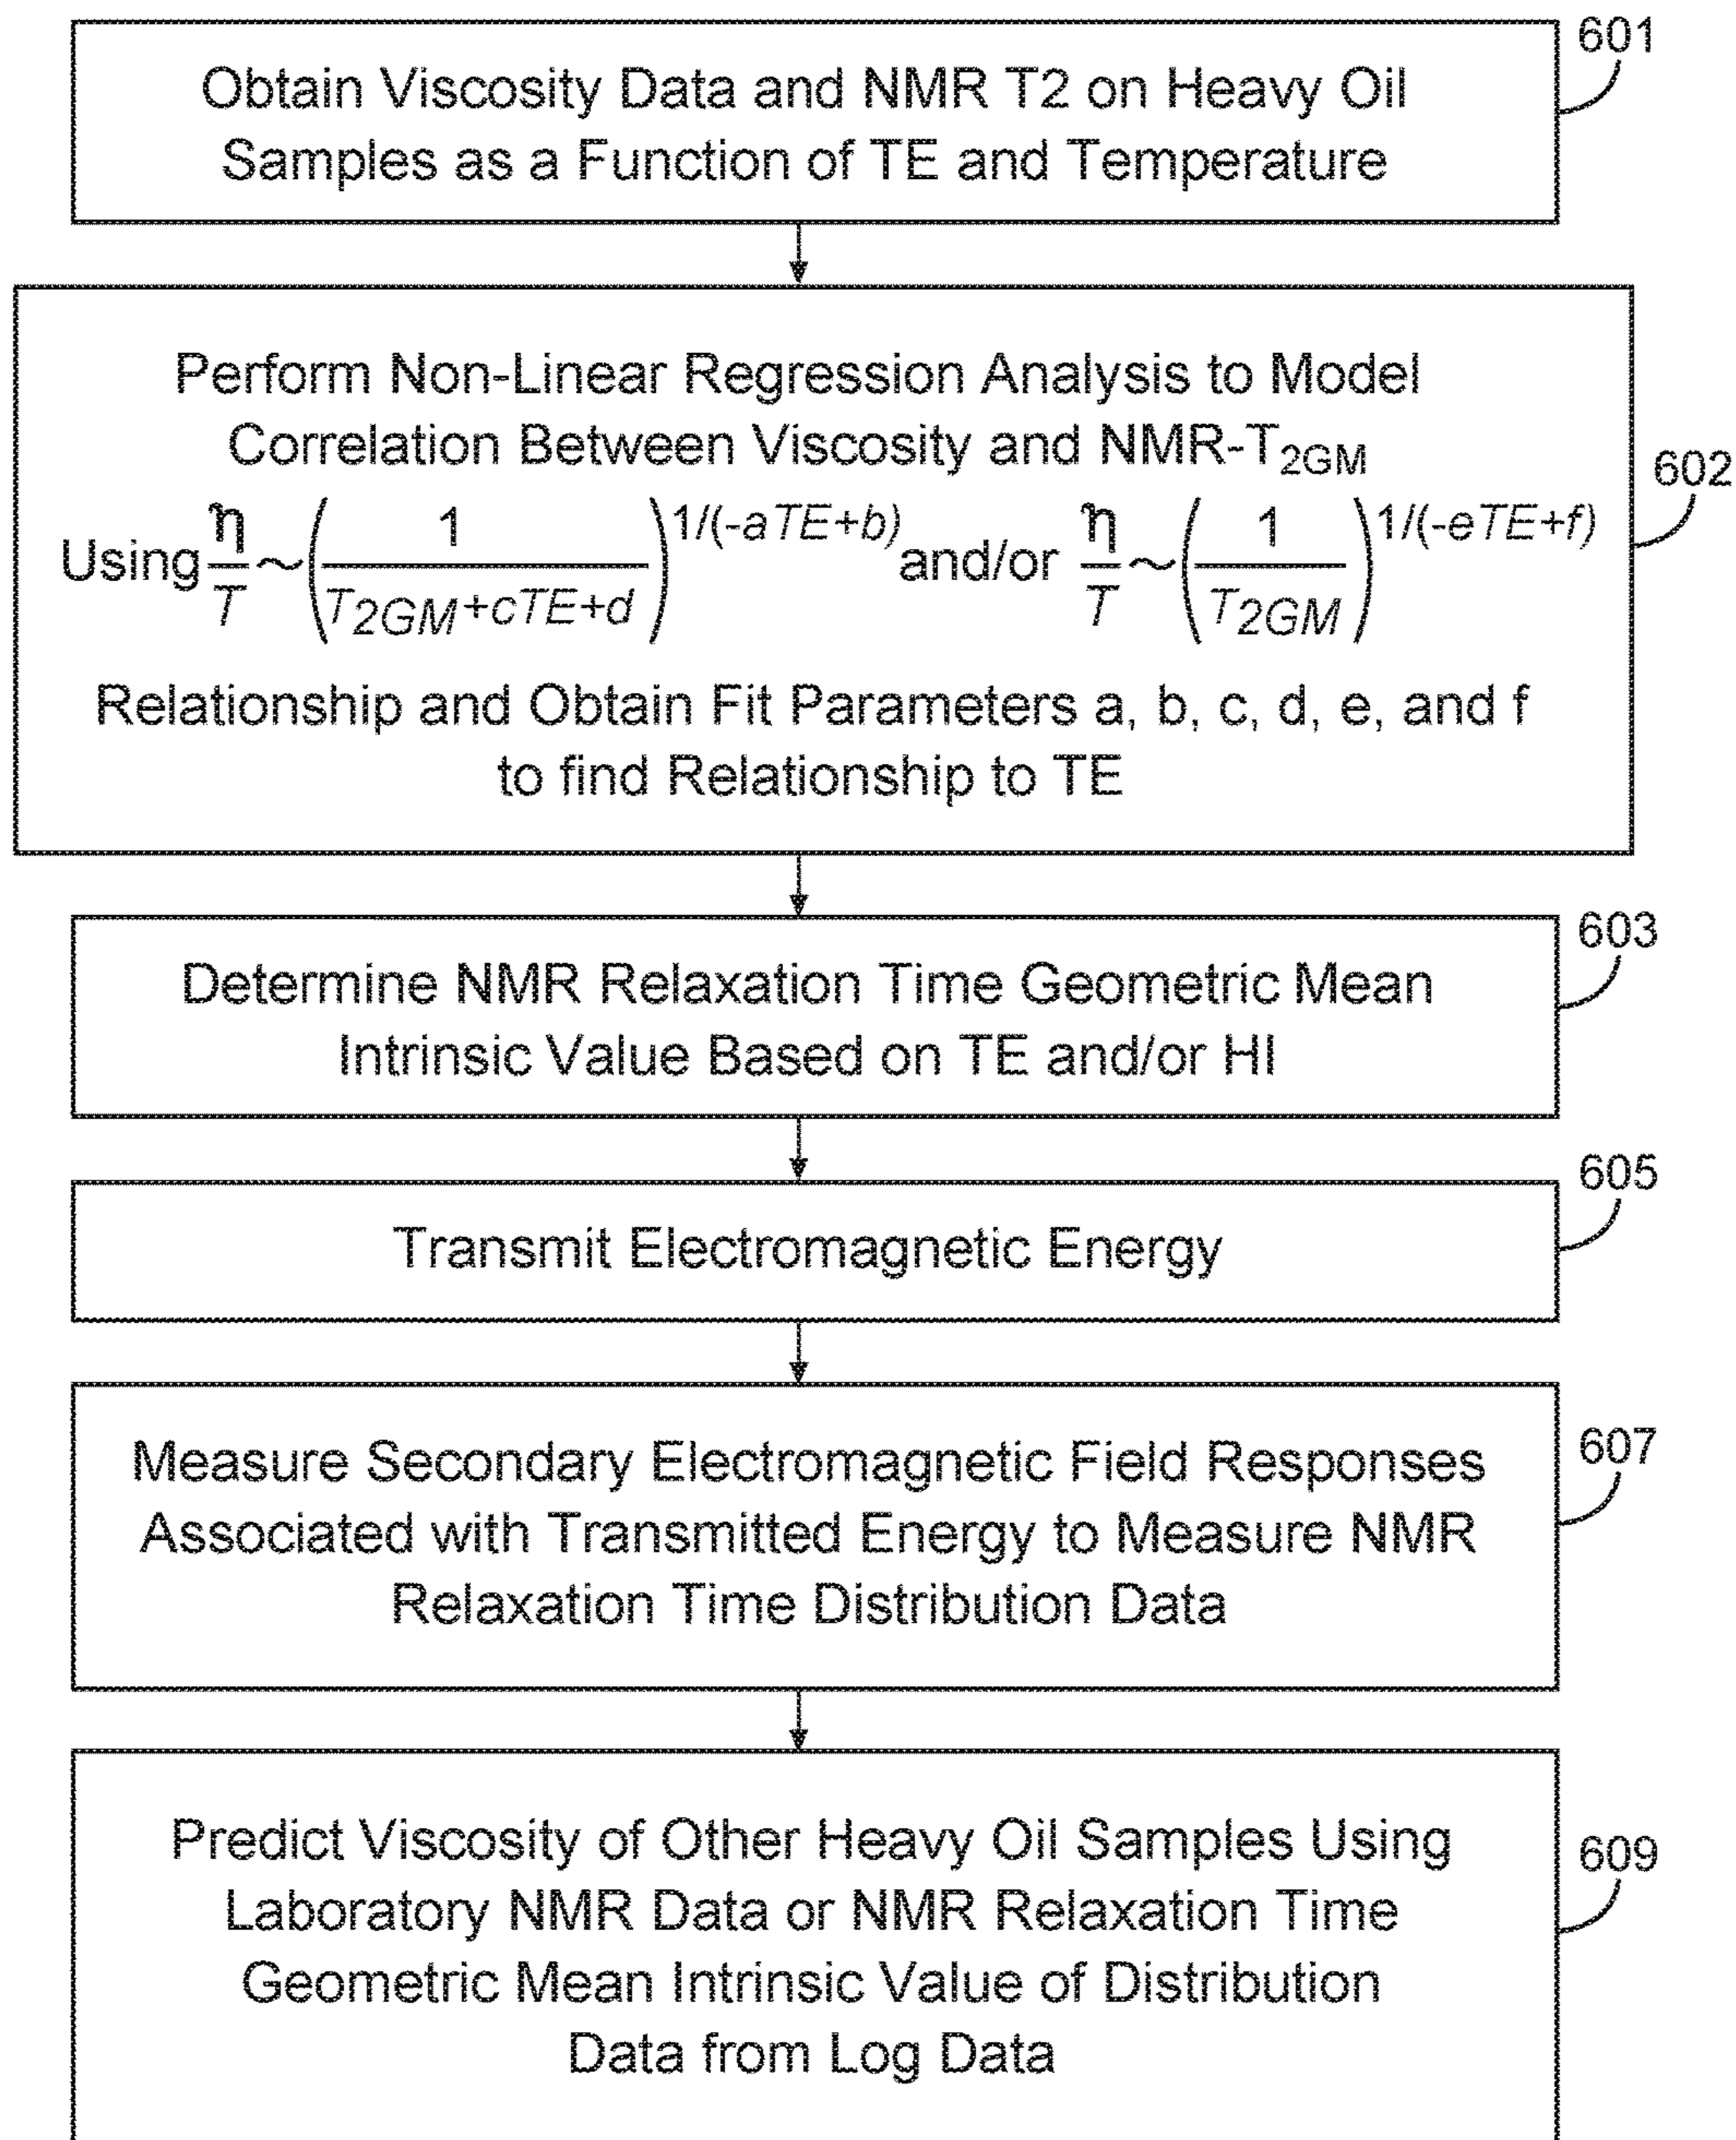 601
Obtain Viscosity Data and NMR T2 on Heavy Oil
Samples as a Function of TE and Temperature
Perform Non-Linear Regression Analysis to Model
Correlation Between Viscosity and NMR-T₂GM
602
Using η/T ~ (1/(T₂GM+cTE+d))^1/(-aTE+b) and/or η/T ~ (1/T₂GM)^1/(-eTE+f)
Relationship and Obtain Fit Parameters a, b, c, d, e, and f
to find Relationship to TE
603
Determine NMR Relaxation Time Geometric Mean
Intrinsic Value Based on TE and/or HI
605
Transmit Electromagnetic Energy
607
Measure Secondary Electromagnetic Field Responses
Associated with Transmitted Energy to Measure NMR
Relaxation Time Distribution Data
609
Predict Viscosity of Other Heavy Oil Samples Using
Laboratory NMR Data or NMR Relaxation Time
Geometric Mean Intrinsic Value of Distribution
Data from Log Data